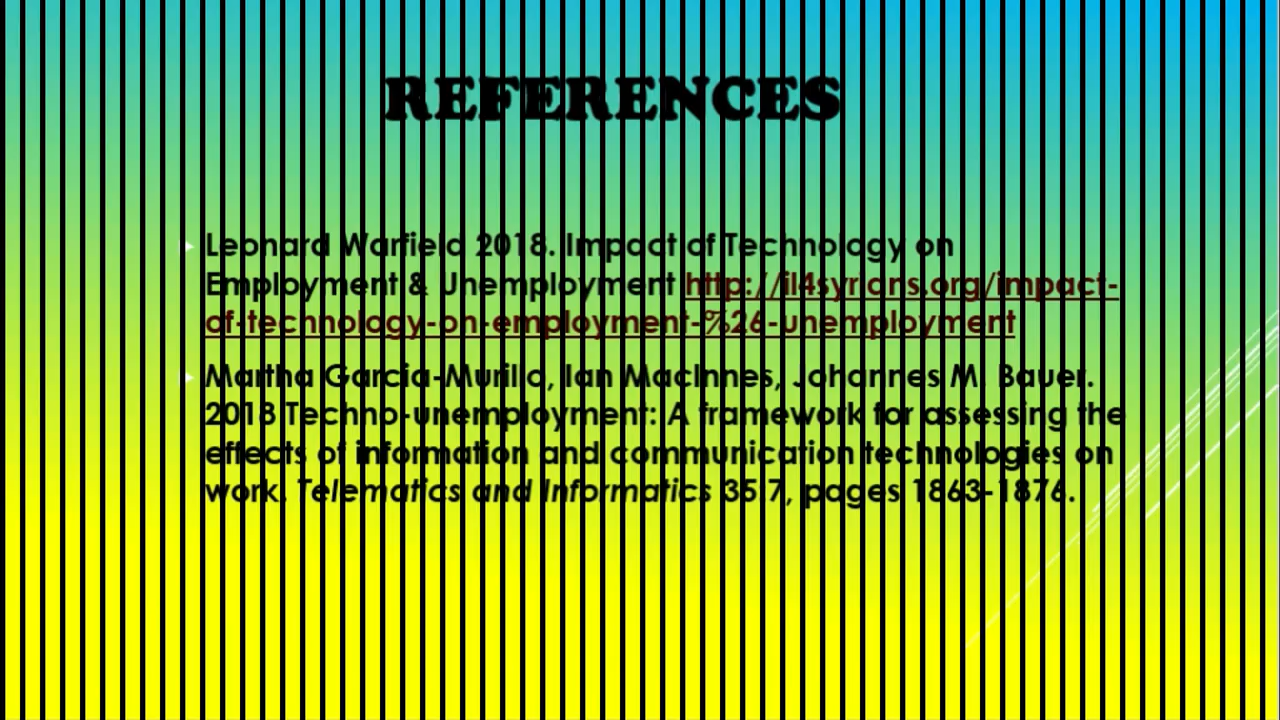 REFERENCES
Leonard Warfield 2018. Impact of Technology on
Employment & Unemployment http://il4syrians.org/impact-
of-technology-on-employment-%26-unemployment
Martha Garcia-Murillo, Ian MacInnes, Johannes M. Bauer.
2018 Techno-unemployment: A framework for assessing the
effects of information and communication technologies on
work. Telematics and Informatics 35:7, pages 1863-1876.